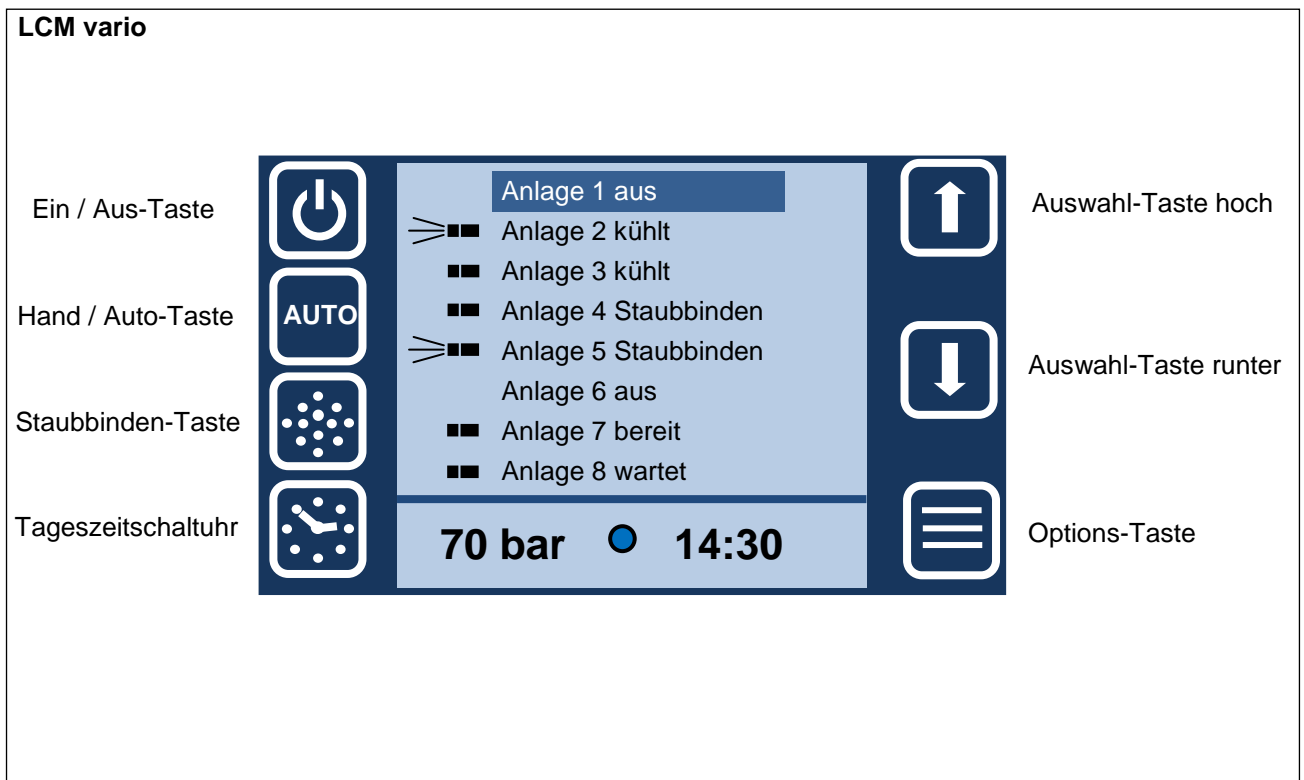 LCM vario
Ein / Aus-Taste
Hand / Auto-Taste
Staubbinden-Taste
Tageszeitschaltuhr
AUTO
Anlage 1 aus
Anlage 2 kühlt
Anlage 3 kühlt
Anlage 4 Staubbinden
Anlage 5 Staubbinden
Anlage 6 aus
Anlage 7 bereit
Anlage 8 wartet
70 bar 14:30
Auswahl-Taste hoch
Auswahl-Taste runter
Options-Taste